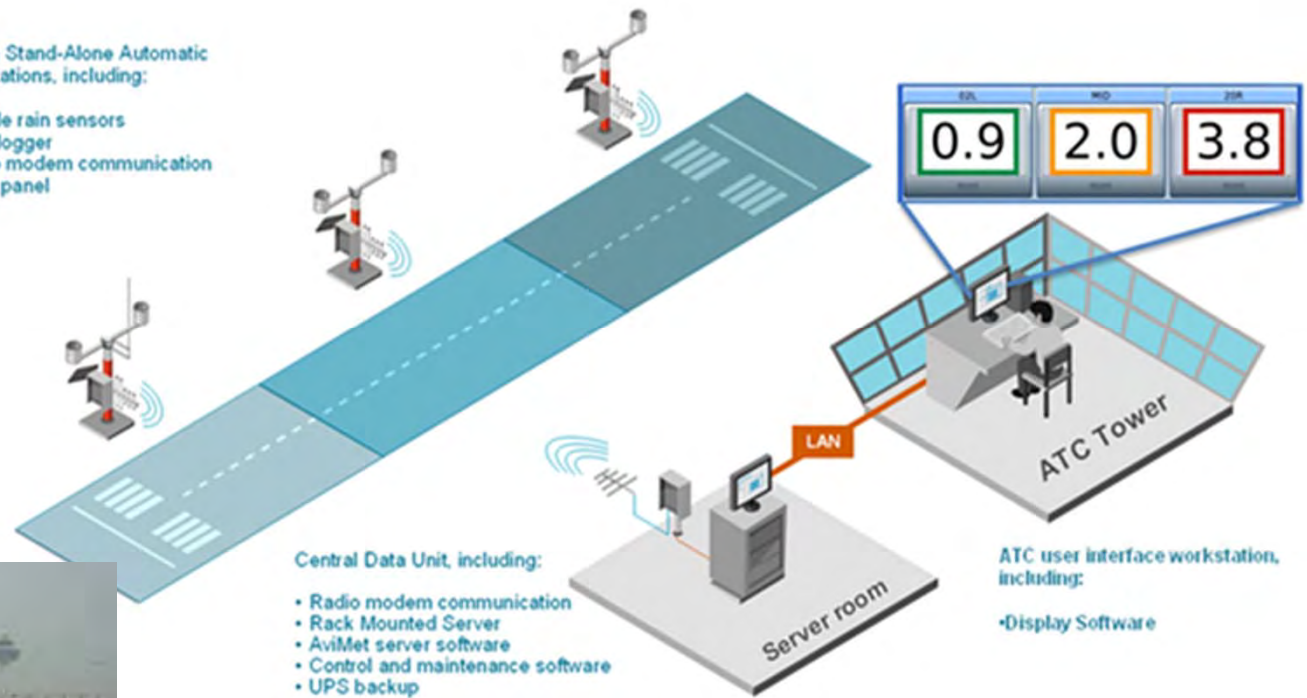 Stand-Alone Automatic
ations, including:
le rain sensors
logger
modem communication
panel
02L
MID
20R
0.9
2.0
3.8
LAN
ATC Tower
Server room
Central Data Unit, including:
• Radio modem communication
• Rack Mounted Server
• AviMet server software
• Control and maintenance software
• UPS backup
ATC user interface workstation,
including:
•Display Software